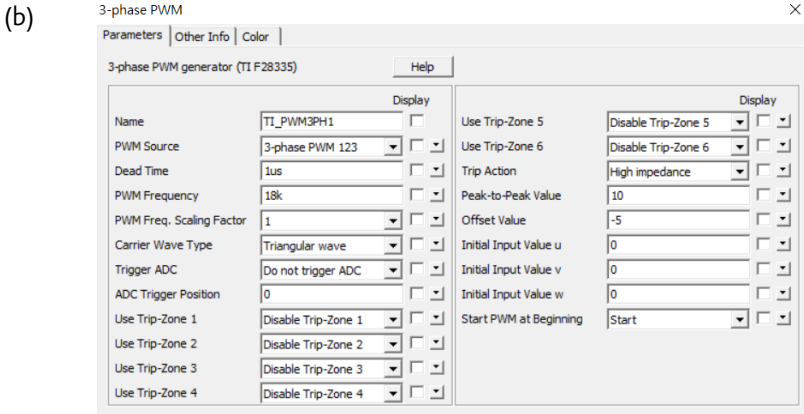 (b)
3-phase PWM
Parameters Other Info Color
3-phase PWM generator (TI F28335) Help
Display
Name TI_PWM3PH1
PWM Source 3-phase PWM 123
Dead Time 1us
PWM Frequency 18k
PWM Freq. Scaling Factor 1
Carrier Wave Type Triangular wave
Trigger ADC Do not trigger ADC
ADC Trigger Position 0
Use Trip-Zone 1 Disable Trip-Zone 1
Use Trip-Zone 2 Disable Trip-Zone 2
Use Trip-Zone 3 Disable Trip-Zone 3
Use Trip-Zone 4 Disable Trip-Zone 4
Display
Use Trip-Zone 5 Disable Trip-Zone 5
Use Trip-Zone 6 Disable Trip-Zone 6
Trip Action High impedance
Peak-to-Peak Value 10
Offset Value -5
Initial Input Value u 0
Initial Input Value v 0
Initial Input Value w 0
Start PWM at Beginning Start